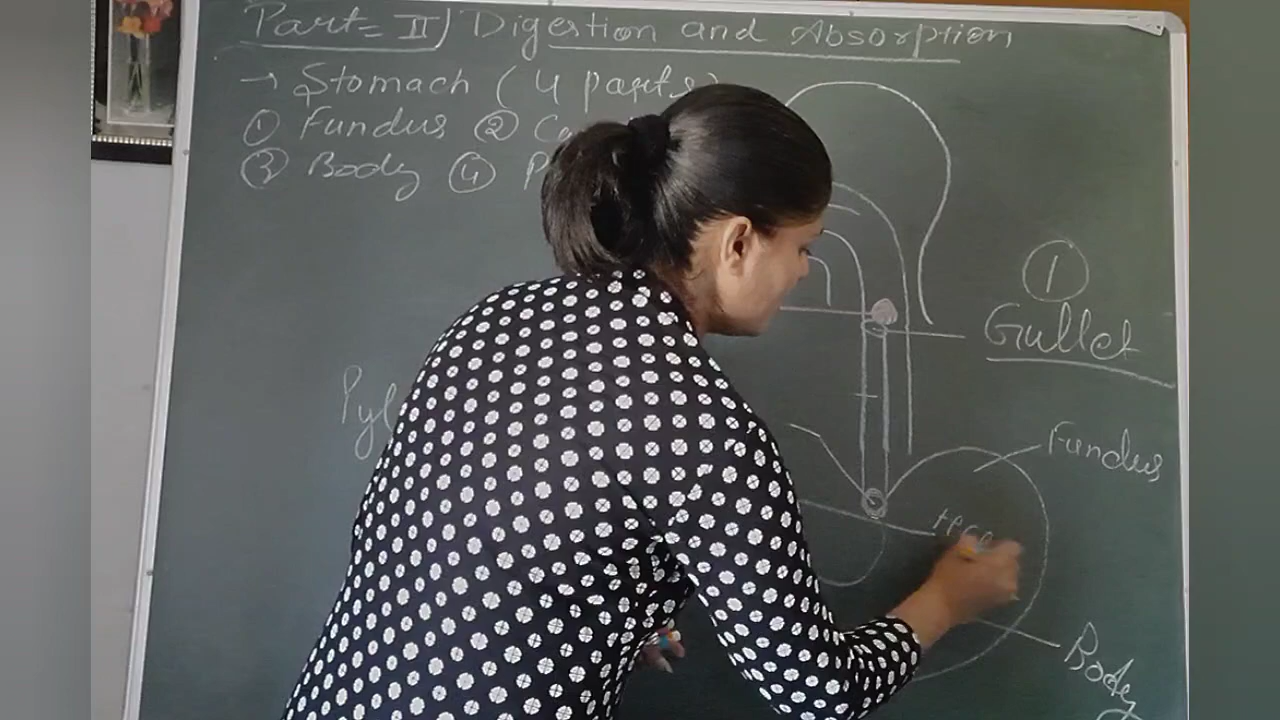 Part=II) Digestion and Absorption
→ Stomach (4 parts)
① Fundus ②
③ Body ④
①
Gullet
Fundus
Body